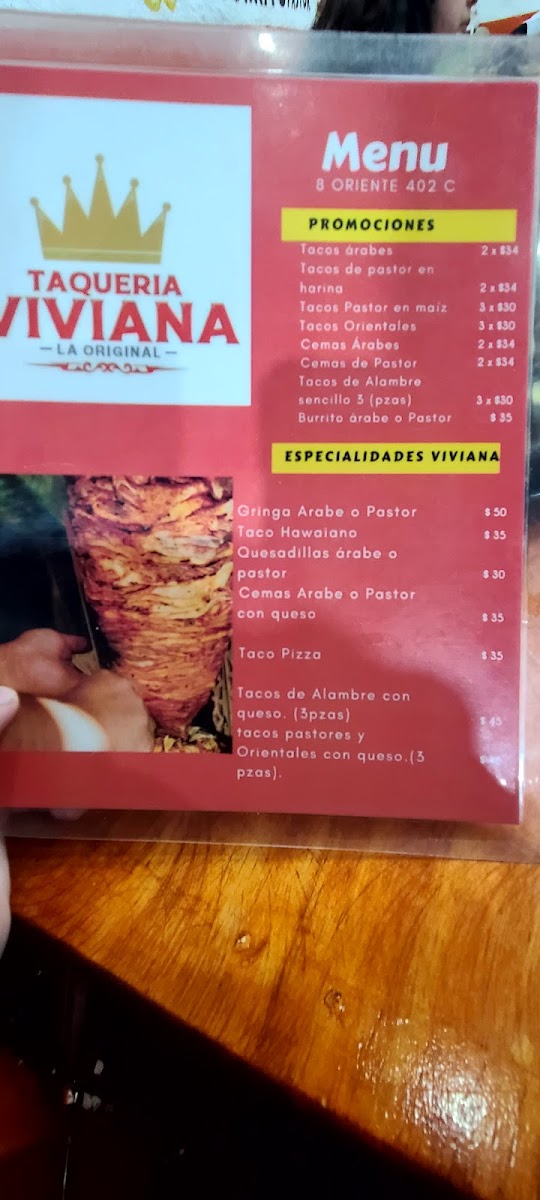 TAQUERIA
VIVIANA
LA ORIGINAL
Menu
8 ORIENTE 402 C
PROMOCIONES
Tacos árabes 2 x $34
Tacos de pastor en
harina 2 x $34
Tacos Pastor en maíz 3 x $30
Tacos Orientales 3 x $30
Cemas Árabes 2 x $34
Cemas de Pastor 2 x $34
Tacos de Alambre
sencillo 3 (pzas) 3 x $30
Burrito árabe o Pastor $ 35
ESPECIALIDADES VIVIANA
Gringa Arabe o Pastor $ 50
Taco Hawaiano $ 35
Quesadillas árabe o
pastor $ 30
Cemas Arabe o Pastor
con queso $ 35
Taco Pizza $ 35
Tacos de Alambre con
queso. (3pzas) $ 45
tacos pastores y
Orientales con queso.(3
pzas).